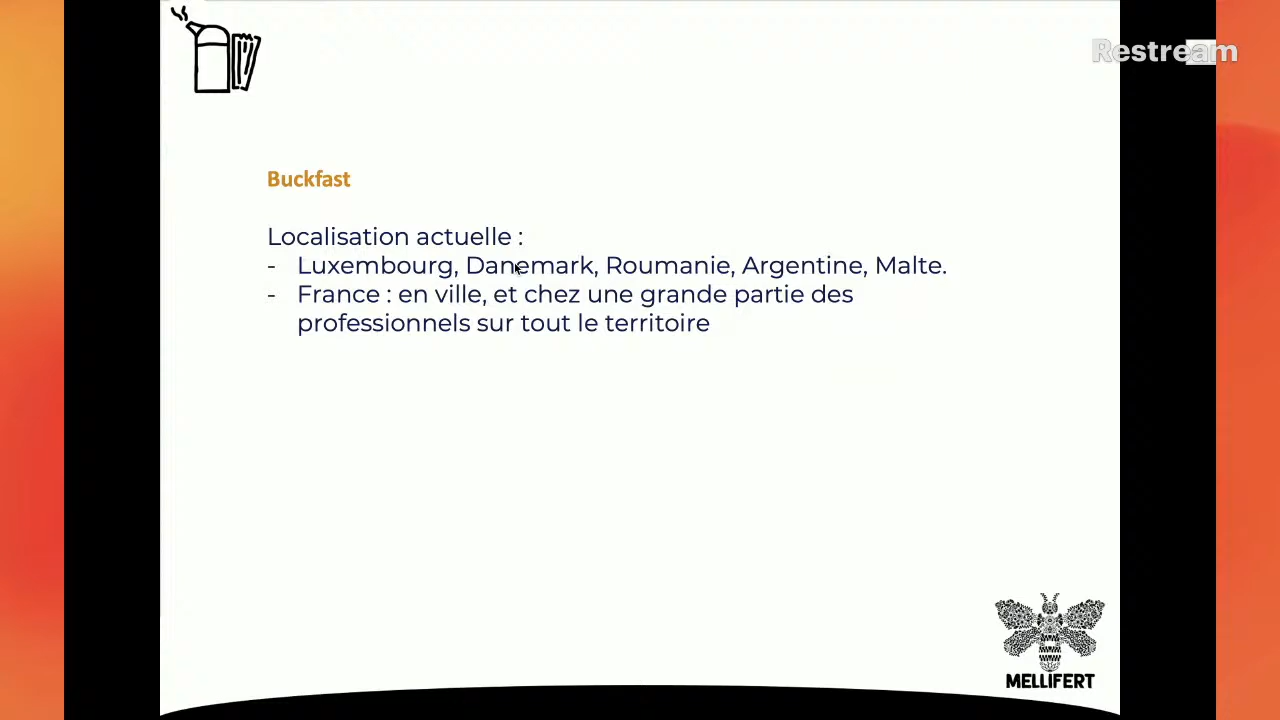 Restream
Buckfast
Localisation actuelle :
- Luxembourg, Danemark, Roumanie, Argentine, Malte.
- France : en ville, et chez une grande partie des
professionnels sur tout le territoire
MELLIFERT